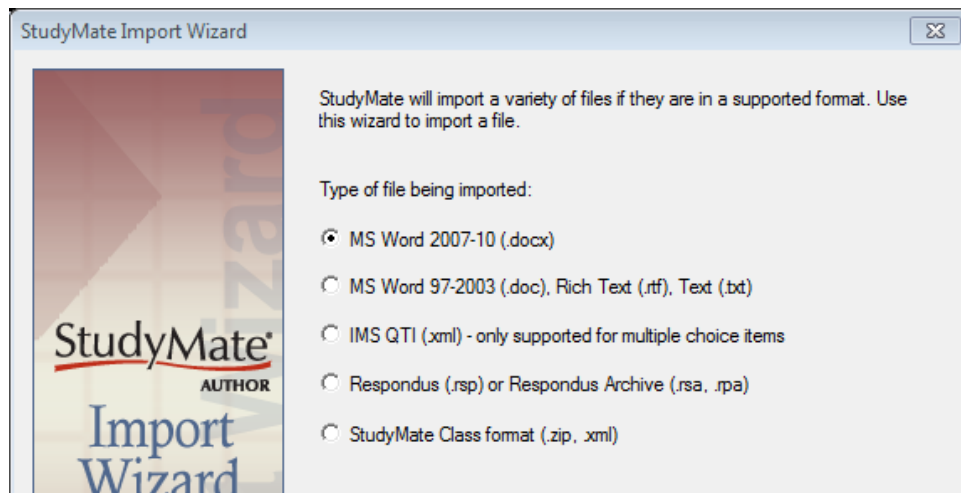 StudyMate Import Wizard
StudyMate will import a variety of files if they are in a supported format. Use
this wizard to import a file.
Type of file being imported:
MS Word 2007-10 (.docx)
MS Word 97-2003 (.doc), Rich Text (.rtf), Text (.txt)
IMS QTI (.xml) - only supported for multiple choice items
Respondus (.rsp) or Respondus Archive (.rsa, .rpa)
StudyMate Class format (.zip, .xml)
Wizard
StudyMate®
AUTHOR
Import
Wizard